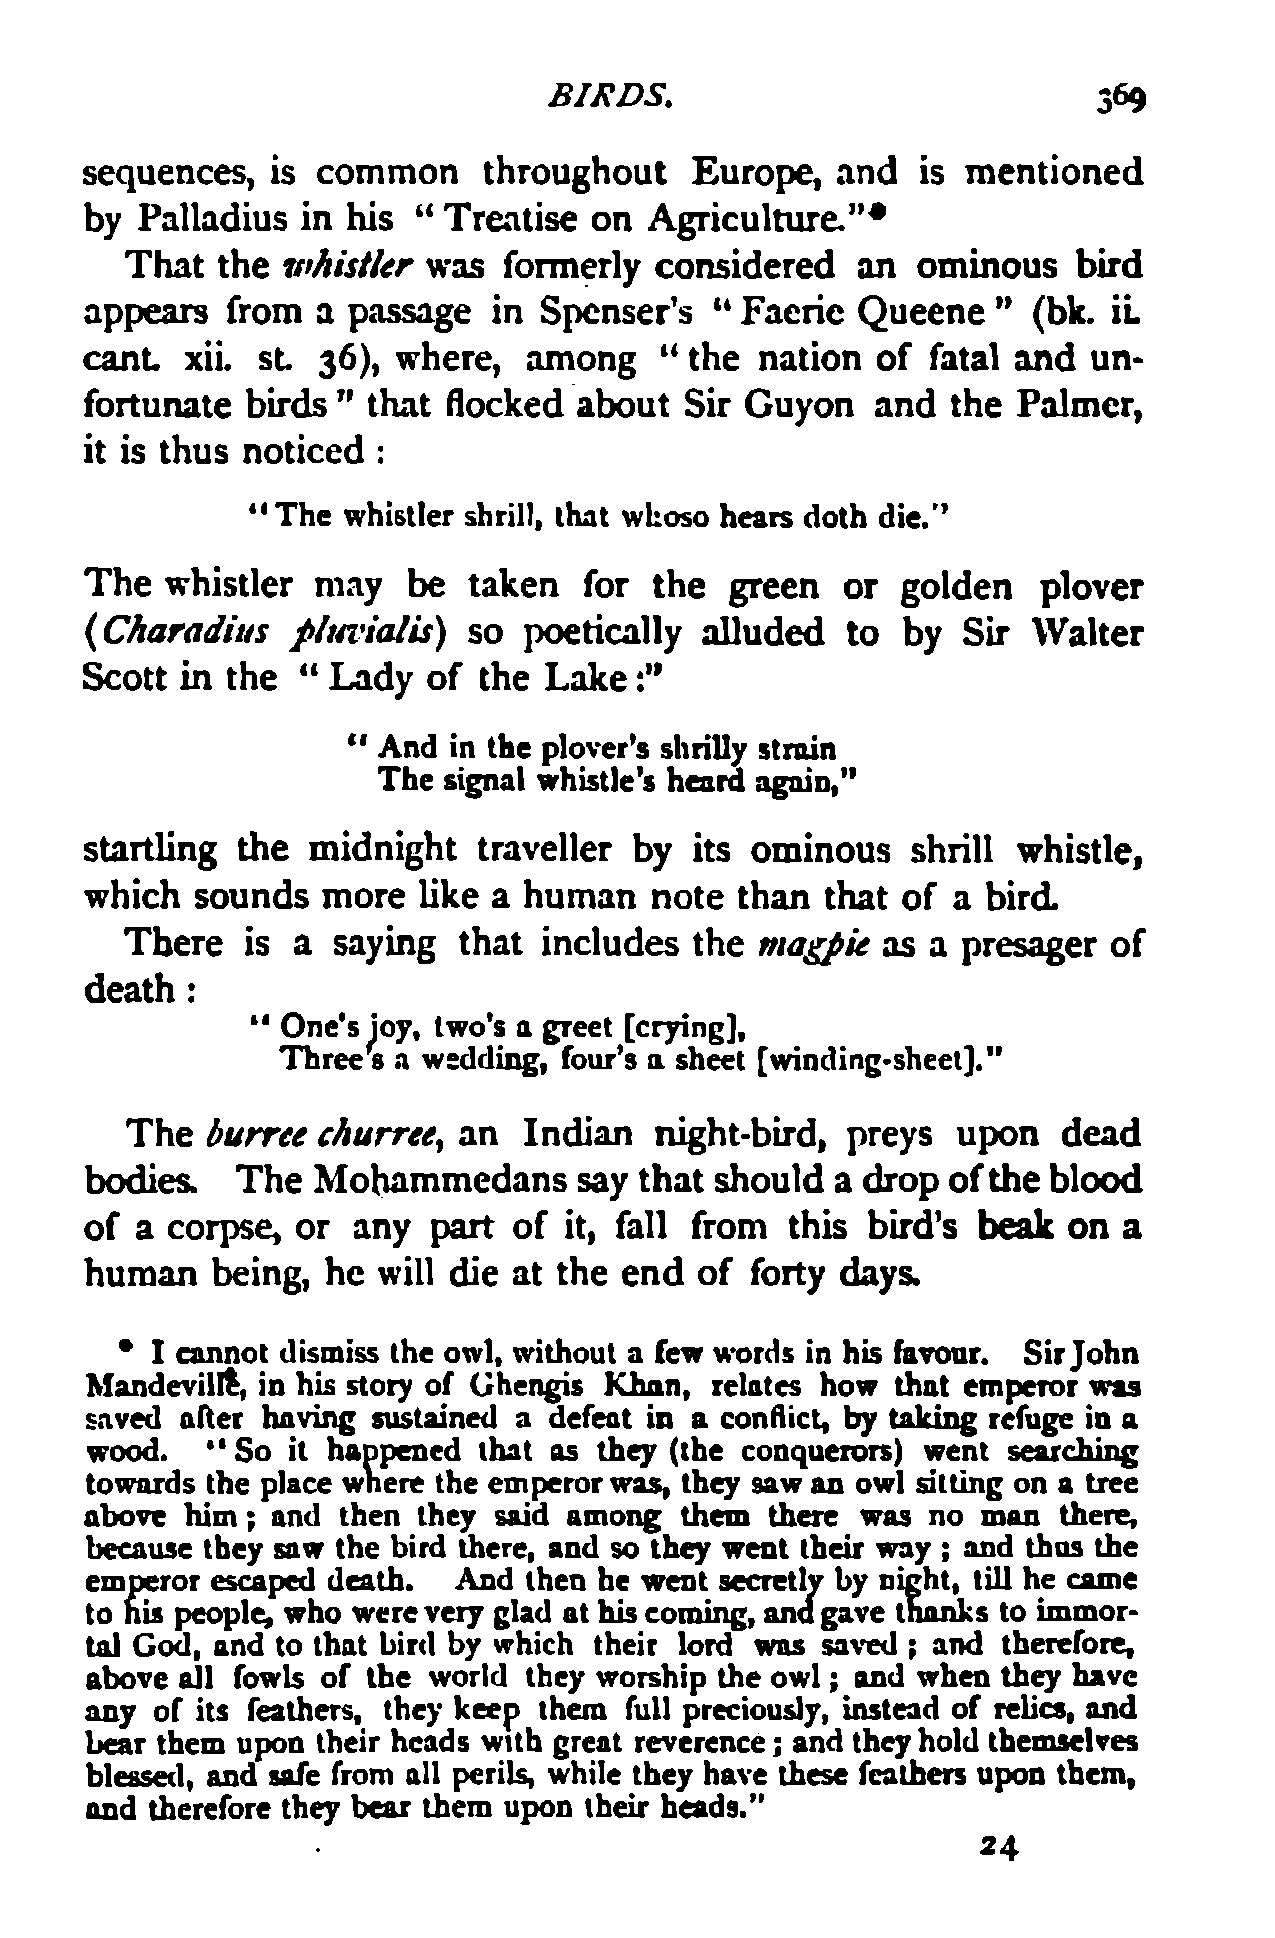 BIRDS. 369
sequences, is common throughout Europe, and is mentioned
by Palladius in his “ Treatise on Agriculture.”*
That the whistler was formerly considered an ominous bird
appears from a passage in Spenser's “ Faerie Queene ” (bk. ii.
cant. xii. st. 36), where, among “ the nation of fatal and un-
fortunate birds ” that flocked about Sir Guyon and the Palmer,
it is thus noticed :
“ The whistler shrill, that whoso hears doth die.”
The whistler may be taken for the green or golden plover
(Charadius pluvialis) so poetically alluded to by Sir Walter
Scott in the “ Lady of the Lake :”
“ And in the plover's shrilly strain
The signal whistle's heard again,”
startling the midnight traveller by its ominous shrill whistle,
which sounds more like a human note than that of a bird.
There is a saying that includes the magpie as a presager of
death :
“ One's joy, two's a greet [crying],
Three's a wedding, four's a sheet [winding-sheet].”
The burree churree, an Indian night-bird, preys upon dead
bodies. The Mohammedans say that should a drop of the blood
of a corpse, or any part of it, fall from this bird's beak on a
human being, he will die at the end of forty days.
* I cannot dismiss the owl, without a few words in his favour. Sir John
Mandeville, in his story of Ghengis Khan, relates how that emperor was
saved after having sustained a defeat in a conflict, by taking refuge in a
wood. “ So it happened that as they (the conquerors) went searching
towards the place where the emperor was, they saw an owl sitting on a tree
above him ; and then they said among them there was no man there,
because they saw the bird there, and so they went their way ; and thus the
emperor escaped death. And then he went secretly by night, till he came
to his people, who were very glad at his coming, and gave thanks to immor-
tal God, and to that bird by which their lord was saved ; and therefore,
above all fowls of the world they worship the owl ; and when they have
any of its feathers, they keep them full preciously, instead of relics, and
bear them upon their heads with great reverence ; and they hold themselves
blessed, and safe from all perils, while they have these feathers upon them,
and therefore they bear them upon their heads.”
24